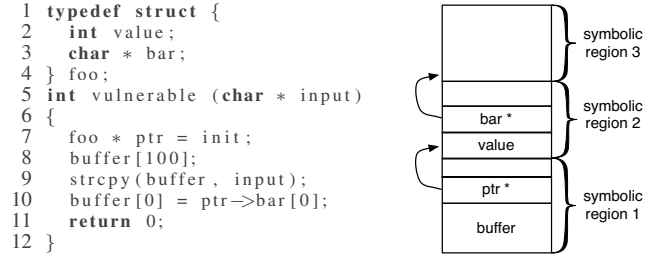 1 typedef struct {
2 int value;
3 char * bar;
4 } foo;
5 int vulnerable (char * input)
6 {
7 foo * ptr = init;
8 buffer[100];
9 strcpy(buffer, input);
10 buffer[0] = ptr->bar[0];
11 return 0;
12 }
symbolic
region 3
bar *
value
symbolic
region 2
ptr *
buffer
symbolic
region 1